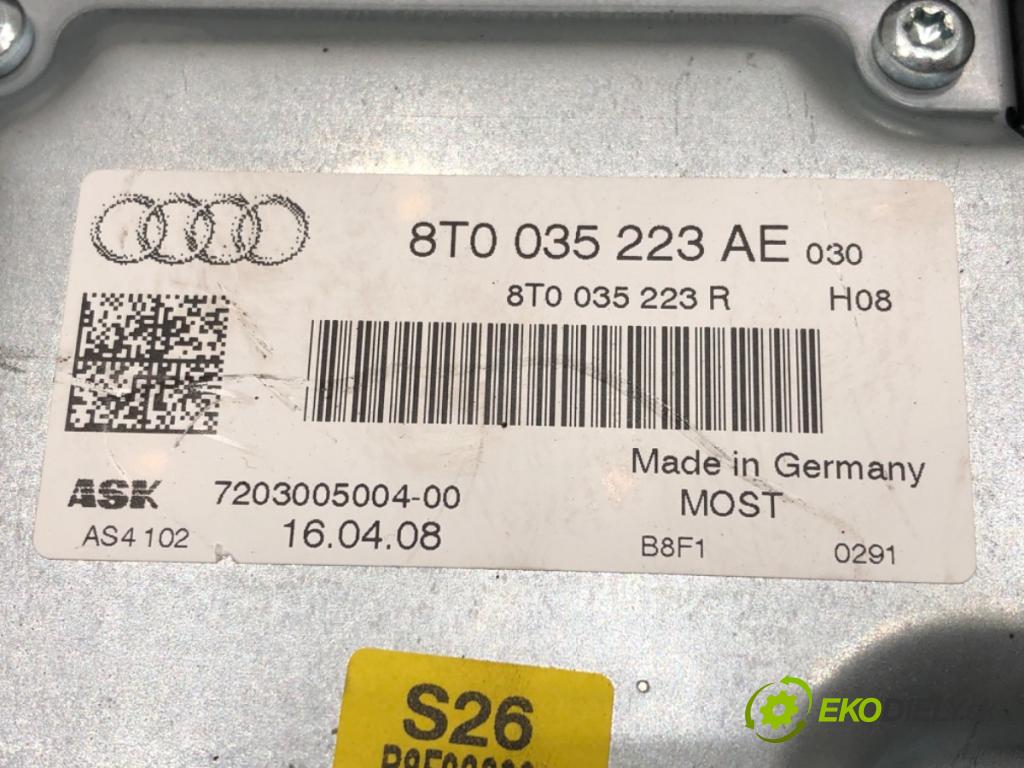 8T0 035 223 AE 030
8T0 035 223 R H08
Made in Germany
ASK 7203005004-00 MOST
AS4 102 16.04.08 B8F1 0291
S26
EKODIELY